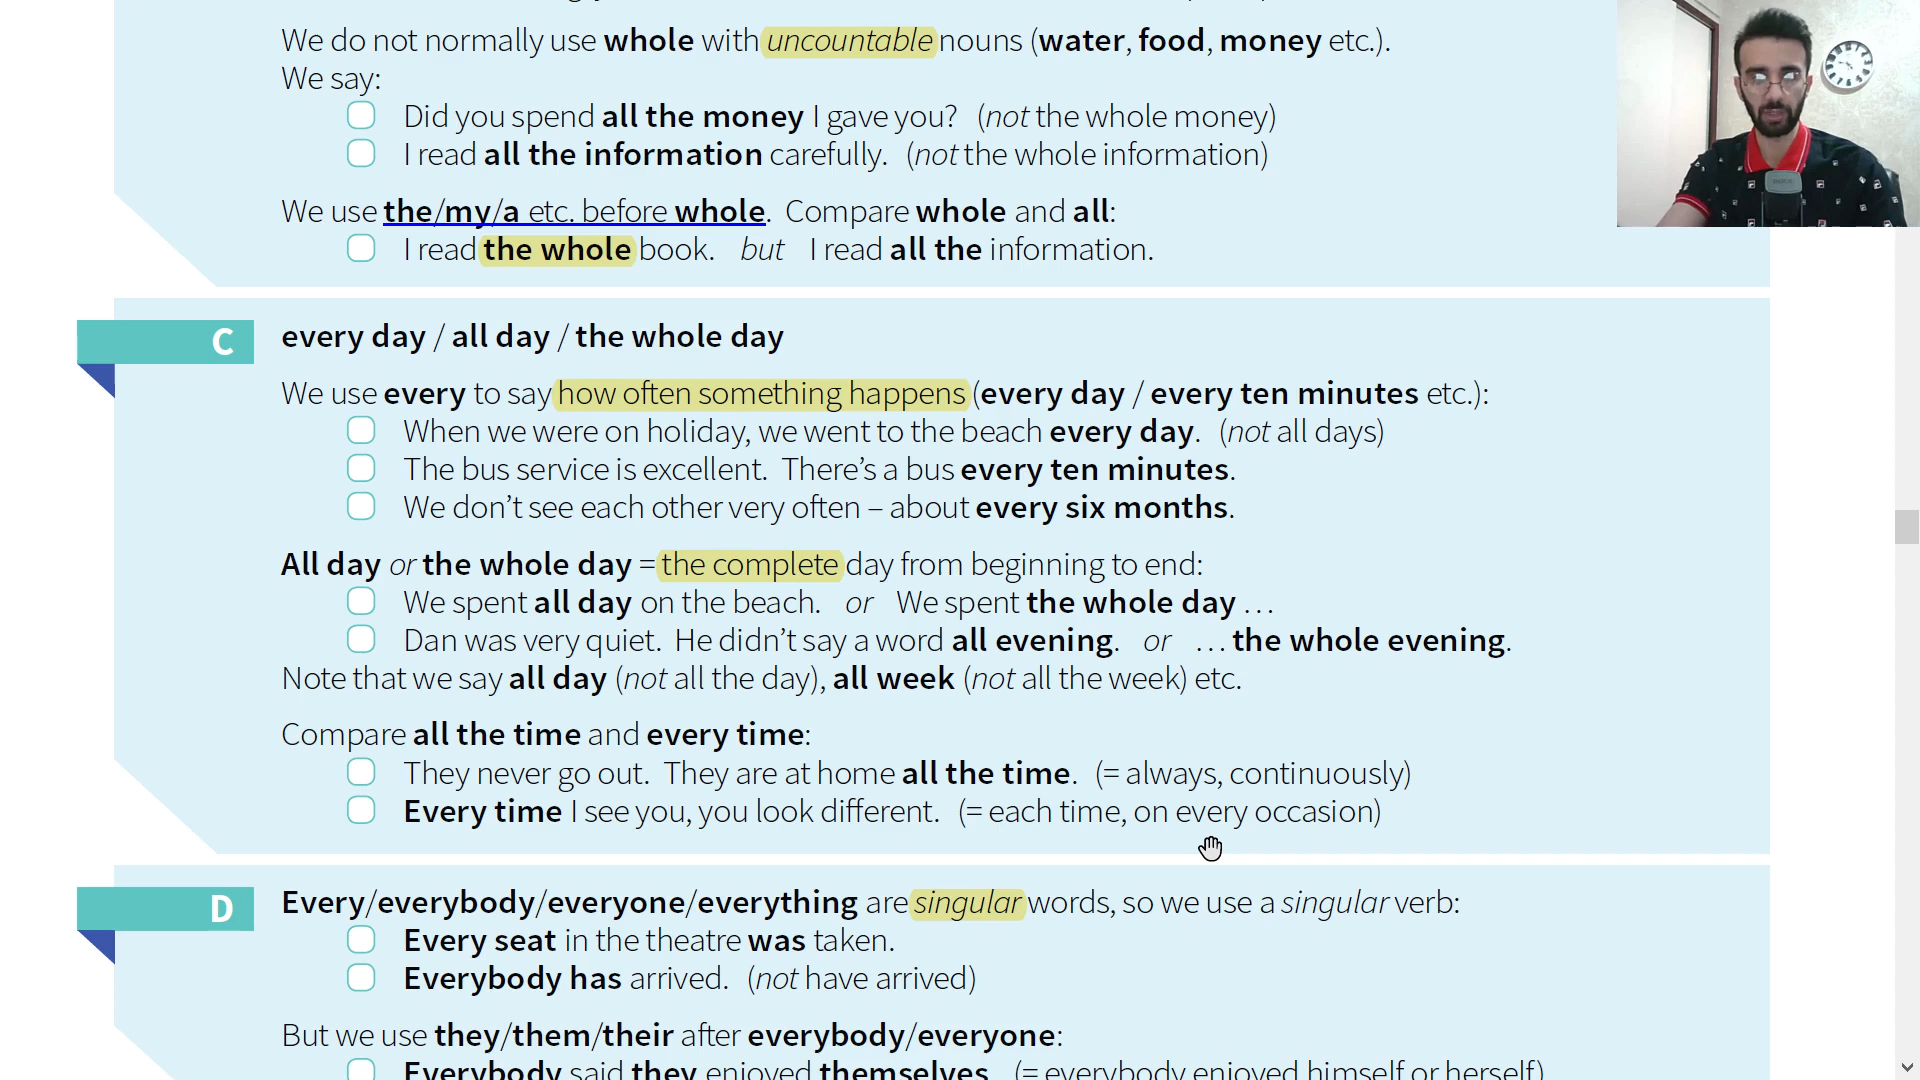 We do not normally use whole with uncountable nouns (water, food, money etc.).
We say:
Did you spend all the money I gave you? (not the whole money)
I read all the information carefully. (not the whole information)
We use the/my/a etc. before whole. Compare whole and all:
I read the whole book. but I read all the information.
C
every day / all day / the whole day
We use every to say how often something happens (every day / every ten minutes etc.):
When we were on holiday, we went to the beach every day. (not all days)
The bus service is excellent. There's a bus every ten minutes.
We don't see each other very often – about every six months.
All day or the whole day = the complete day from beginning to end:
We spent all day on the beach. or We spent the whole day …
Dan was very quiet. He didn't say a word all evening. or … the whole evening.
Note that we say all day (not all the day), all week (not all the week) etc.
Compare all the time and every time:
They never go out. They are at home all the time. (= always, continuously)
Every time I see you, you look different. (= each time, on every occasion)
D
Every/everybody/everyone/everything are singular words, so we use a singular verb:
Every seat in the theatre was taken.
Everybody has arrived. (not have arrived)
But we use they/them/their after everybody/everyone:
Everybody said they enjoyed themselves. (= everybody enjoyed himself or herself)